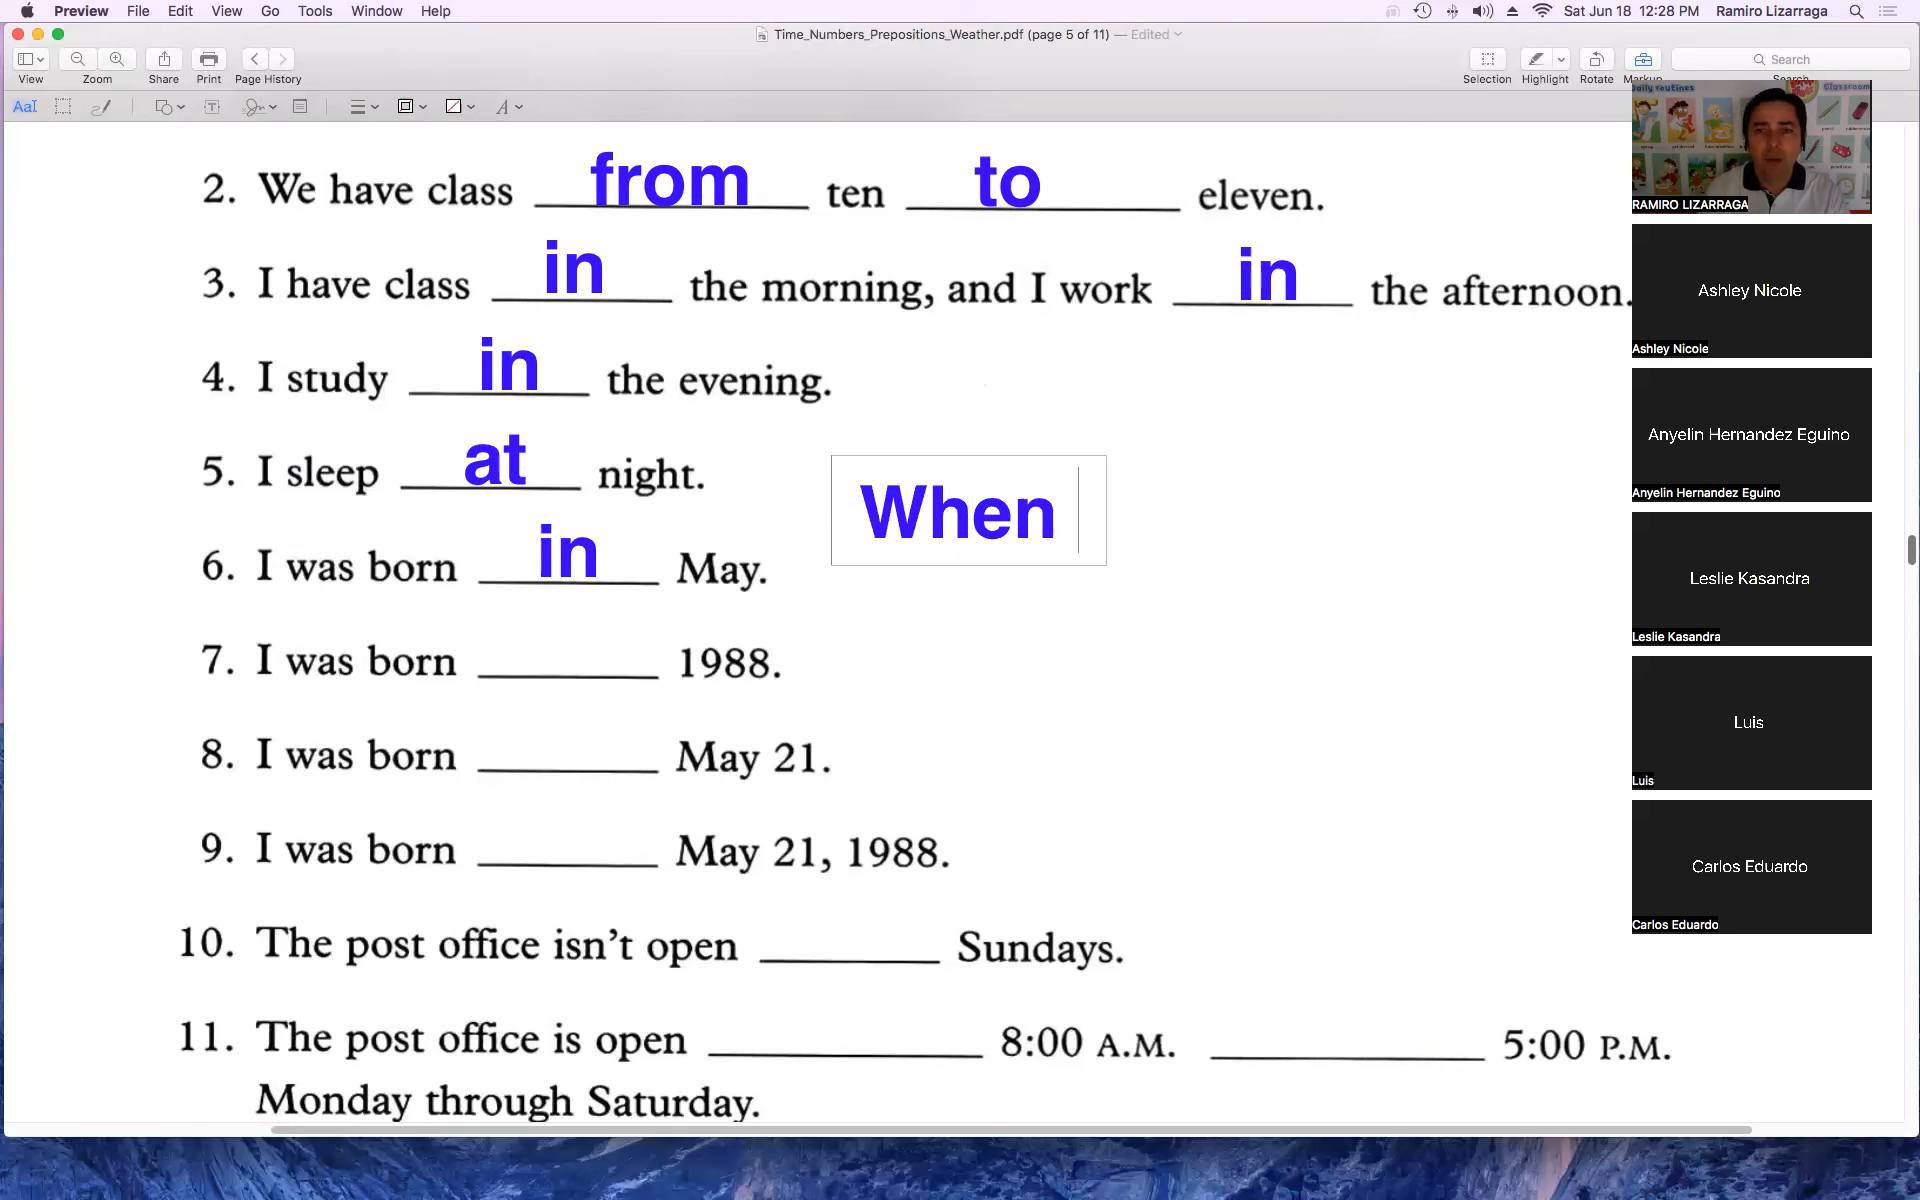 Preview File Edit View Go Tools Window Help
Sat Jun 18 12:28 PM Ramiro Lizarraga
Time_Numbers_Prepositions_Weather.pdf (page 5 of 11) — Edited
View Zoom Share Print Page History Selection Highlight Rotate Markup Search
Search
AaI
2. We have class from ten to eleven.
3. I have class in the morning, and I work in the afternoon.
4. I study in the evening.
5. I sleep at night.
When
6. I was born in May.
7. I was born 1988.
8. I was born May 21.
9. I was born May 21, 1988.
10. The post office isn't open Sundays.
11. The post office is open 8:00 A.M. 5:00 P.M.
Monday through Saturday.
Daily routines
Classroom
RAMIRO LIZARRAGA
Ashley Nicole
Ashley Nicole
Anyelin Hernandez Eguino
Anyelin Hernandez Eguino
Leslie Kasandra
Leslie Kasandra
Luis
Luis
Carlos Eduardo
Carlos Eduardo